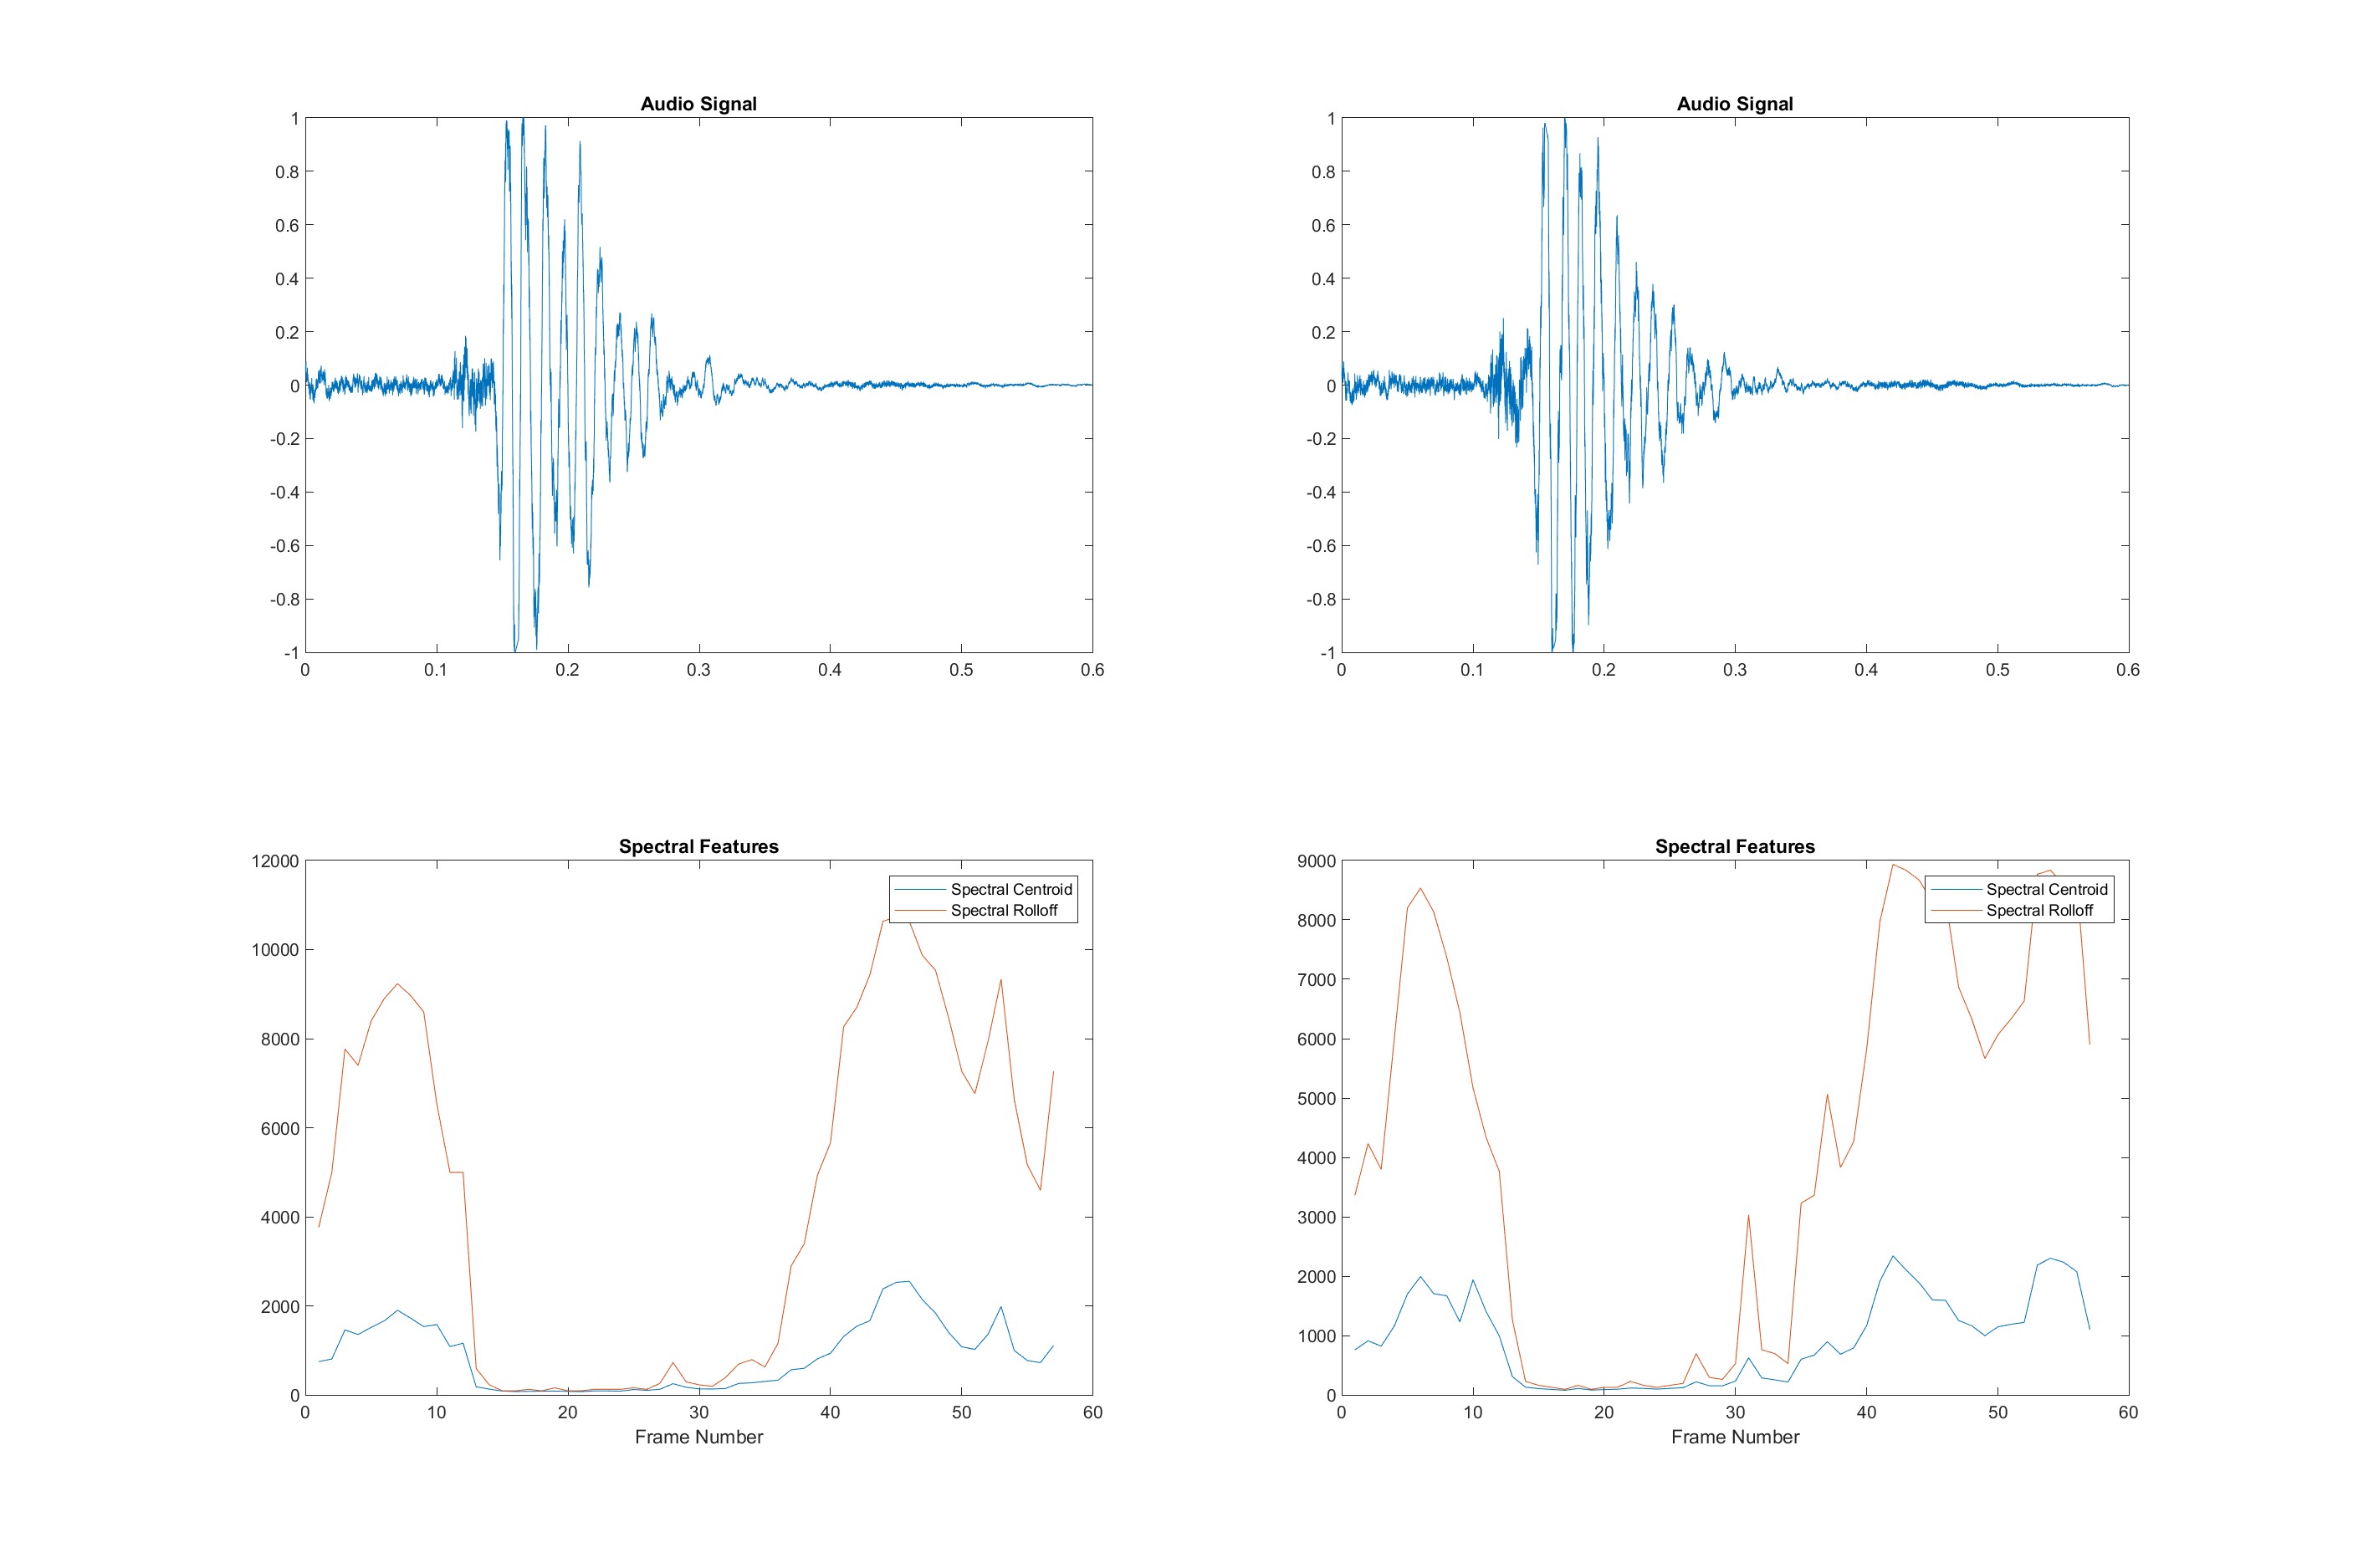 Audio Signal
1
0.8
0.6
0.4
0.2
0
-0.2
-0.4
-0.6
-0.8
-1
0 0.1 0.2 0.3 0.4 0.5 0.6
Audio Signal
1
0.8
0.6
0.4
0.2
0
-0.2
-0.4
-0.6
-0.8
-1
0 0.1 0.2 0.3 0.4 0.5 0.6
Spectral Features
12000
10000
8000
6000
4000
2000
0
Spectral Centroid
Spectral Rolloff
0 10 20 30 40 50 60
Frame Number
Spectral Features
9000
8000
7000
6000
5000
4000
3000
2000
1000
0
Spectral Centroid
Spectral Rolloff
0 10 20 30 40 50 60
Frame Number